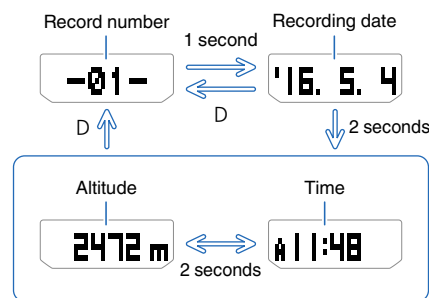 Record number
Recording date
1 second
-01-
'16. 5. 4
D
D
2 seconds
Altitude
Time
2472 m
A11:48
2 seconds